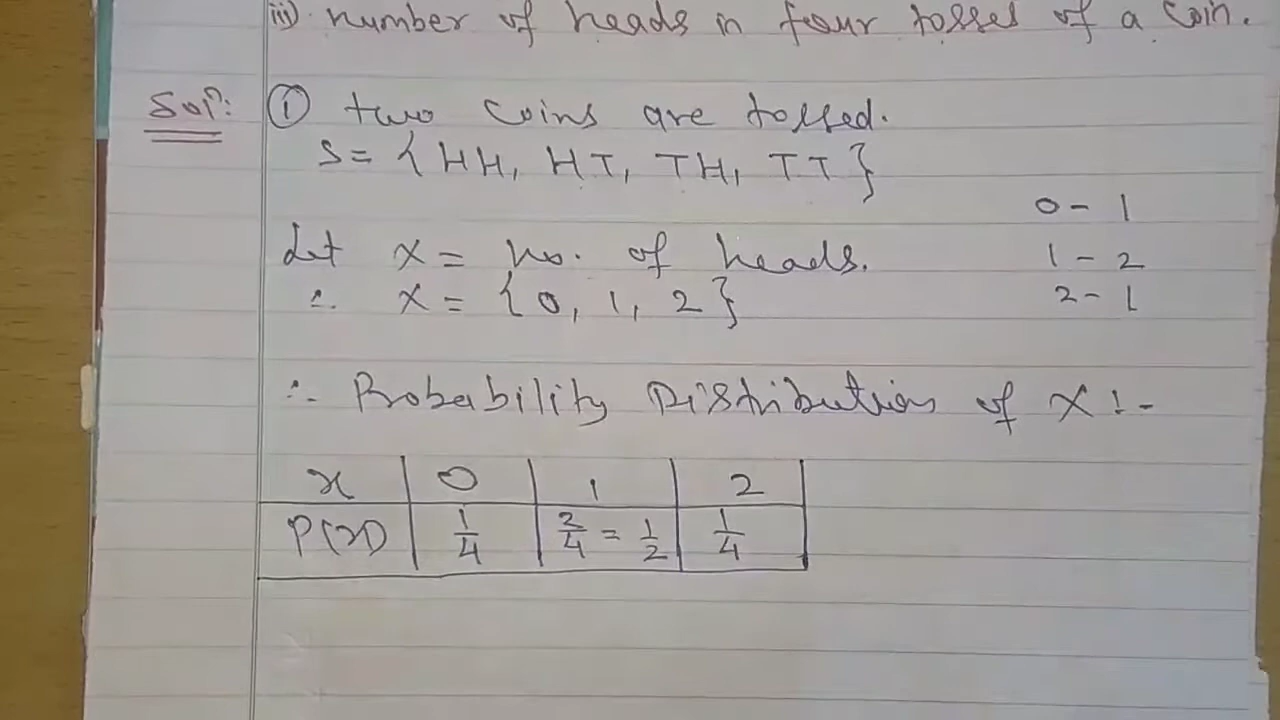 iii) number of heads in four tosses of a coin.
Solⁿ: ① two coins are tossed.
S = {HH, HT, TH, TT}
0 - 1
Let X = no. of heads.
1 - 2
∴ X = {0, 1, 2}
2 - 1
∴ Probability Distribution of X :-
x | 0 | 1 | 2
P(x) | 1/4 | 2/4 = 1/2 | 1/4